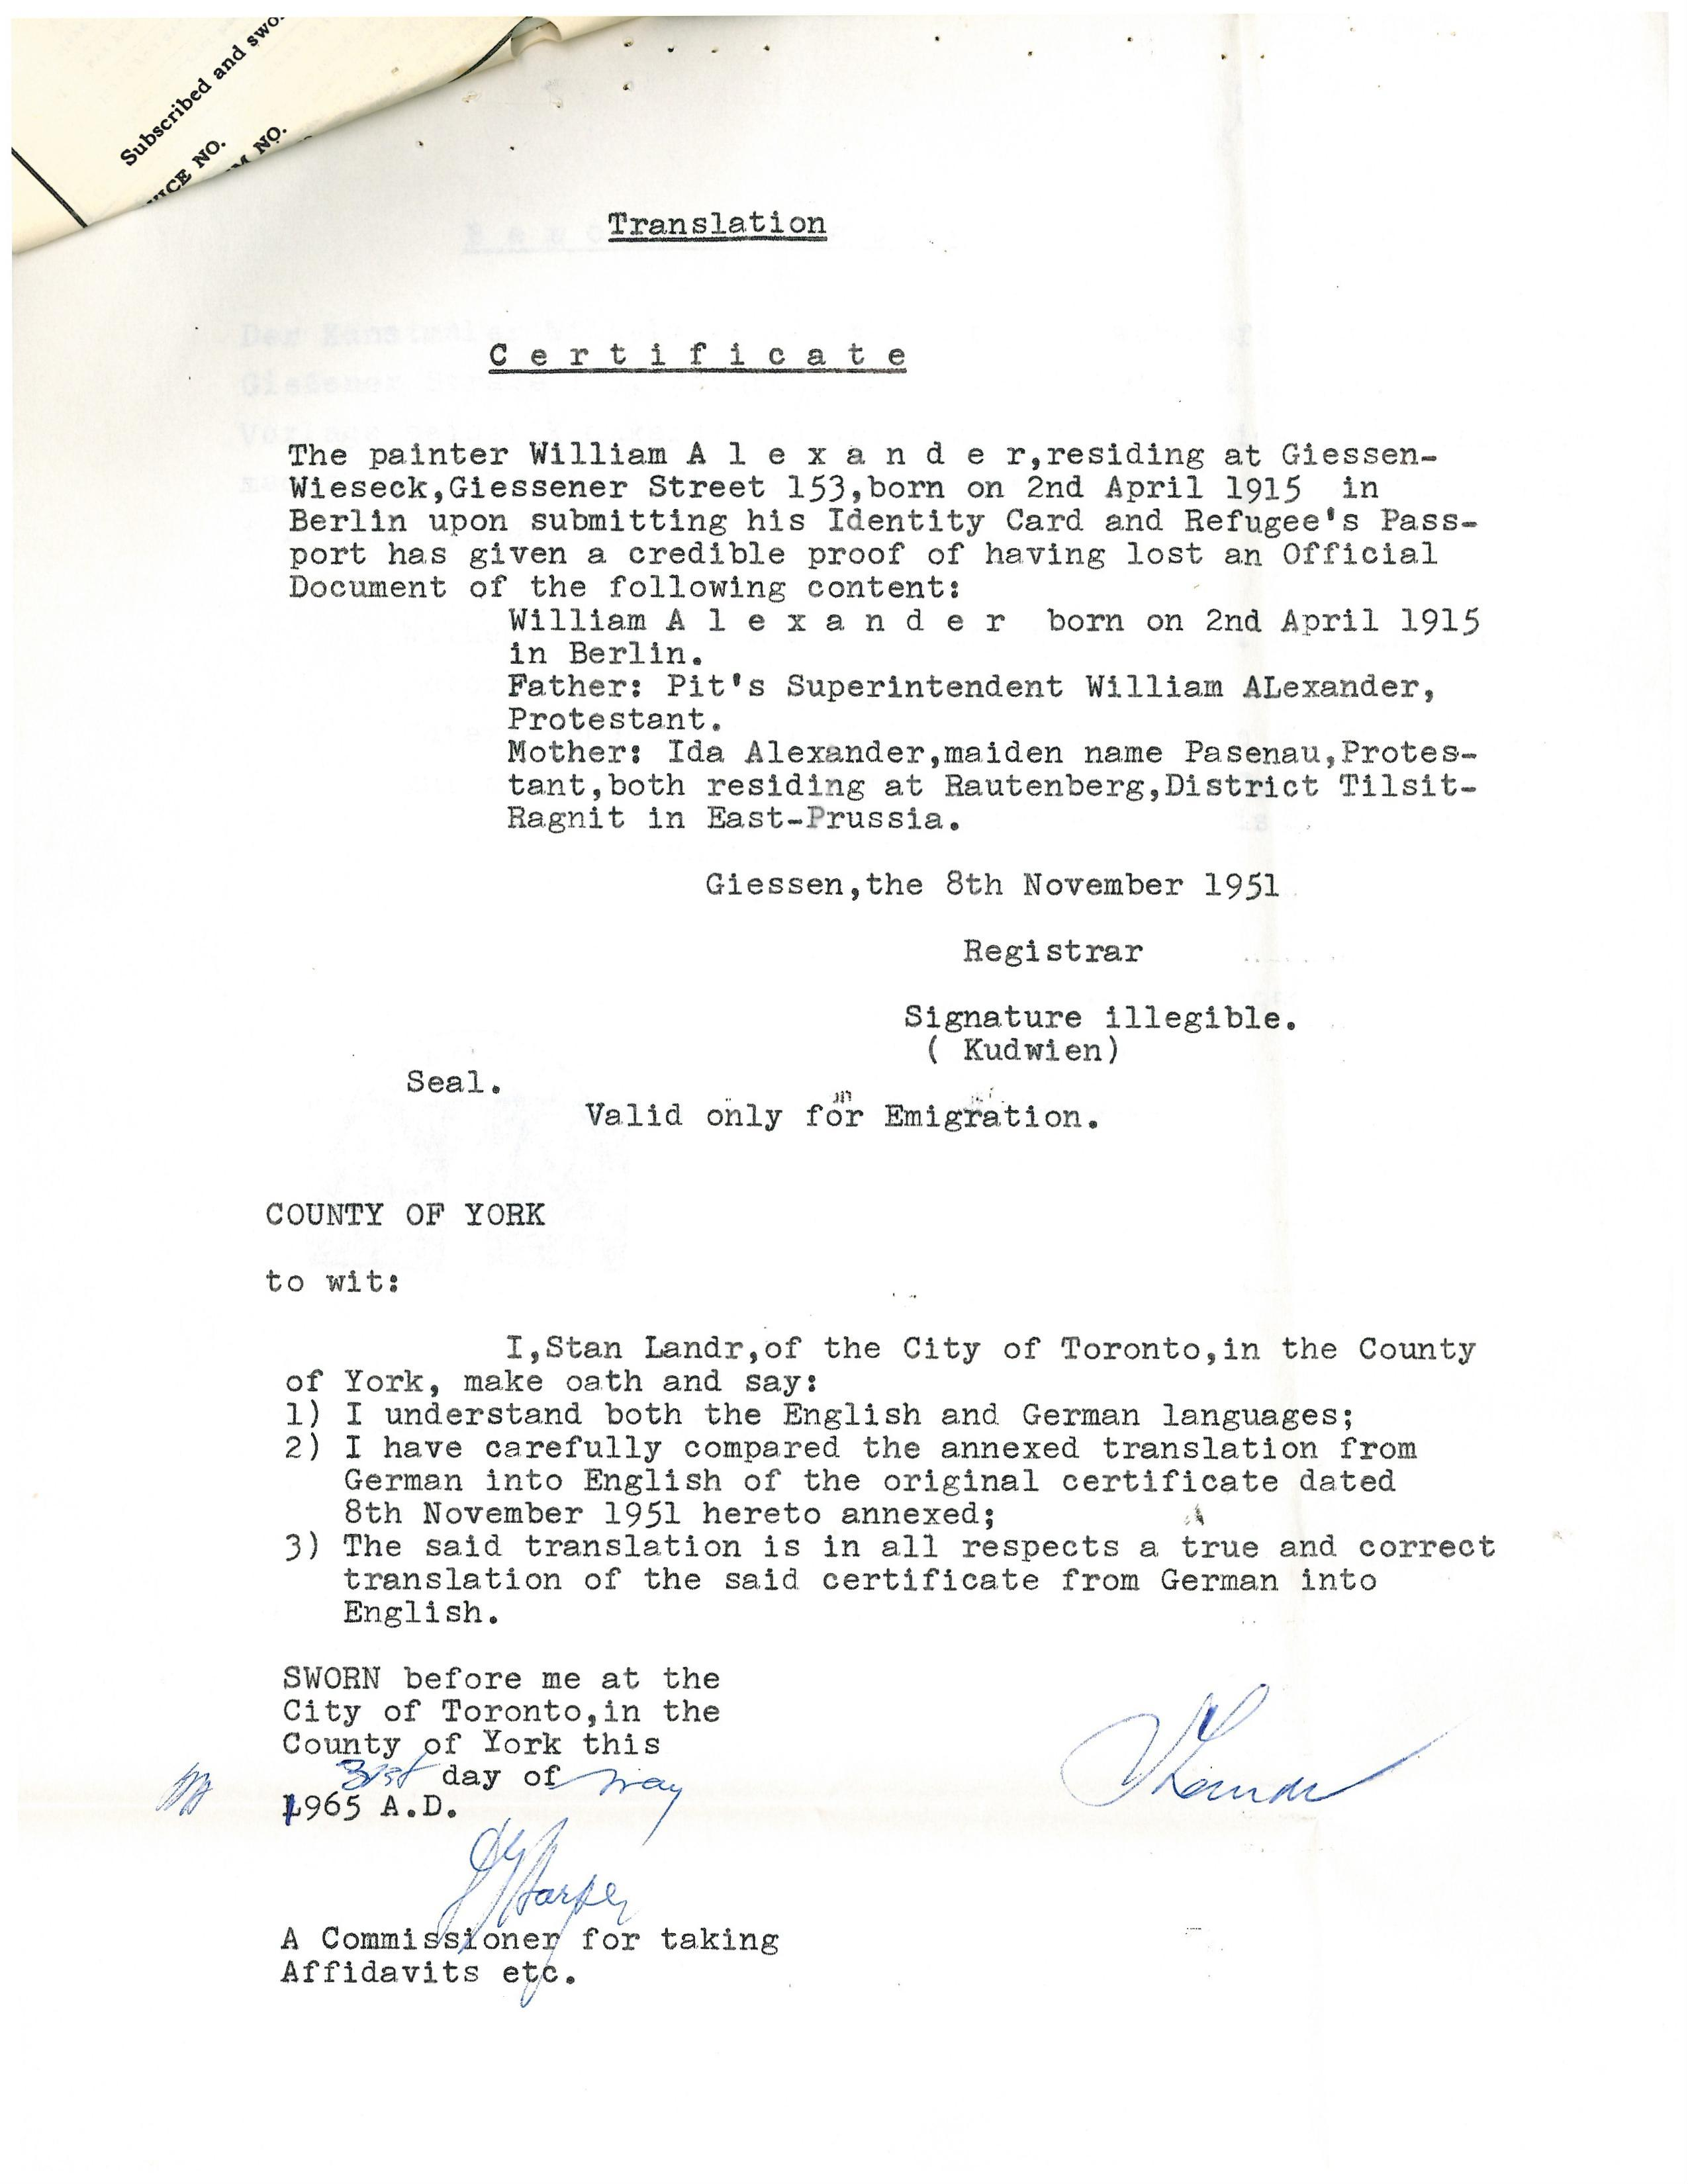 Subscribed and swo
ICE NO.
M NO.
Translation
C e r t i f i c a t e
The painter William A l e x a n d e r,residing at Giessen-
Wieseck,Giessener Street 153,born on 2nd April 1915 in
Berlin upon submitting his Identity Card and Refugee's Pass-
port has given a credible proof of having lost an Official
Document of the following content:
William A l e x a n d e r born on 2nd April 1915
in Berlin.
Father: Pit's Superintendent William ALexander,
Protestant.
Mother: Ida Alexander,maiden name Pasenau,Protes-
tant,both residing at Rautenberg,District Tilsit-
Ragnit in East-Prussia.
Giessen,the 8th November 1951
Registrar
Signature illegible.
( Kudwien)
Seal.
Valid only for Emigration.
COUNTY OF YORK
to wit:
I,Stan Landr,of the City of Toronto,in the County
of York, make oath and say:
1) I understand both the English and German languages;
2) I have carefully compared the annexed translation from
German into English of the original certificate dated
8th November 1951 hereto annexed;
3) The said translation is in all respects a true and correct
translation of the said certificate from German into
English.
SWORN before me at the
City of Toronto,in the
County of York this
31st day of May
1965 A.D.
A Commissioner for taking
Affidavits etc.